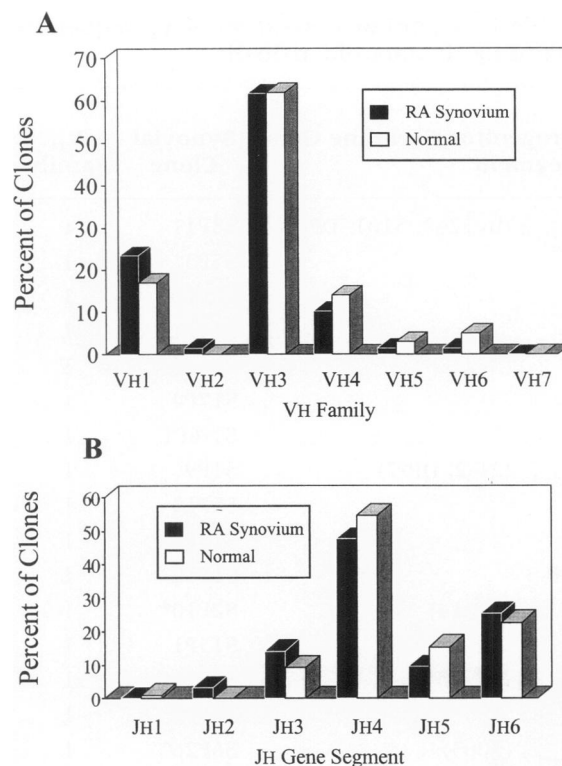 A
70
60
50
40
30
20
10
0
Percent of Clones
RA Synovium
Normal
VH1 VH2 VH3 VH4 VH5 VH6 VH7
VH Family
B
60
50
40
30
20
10
0
Percent of Clones
RA Synovium
Normal
JH1 JH2 JH3 JH4 JH5 JH6
JH Gene Segment